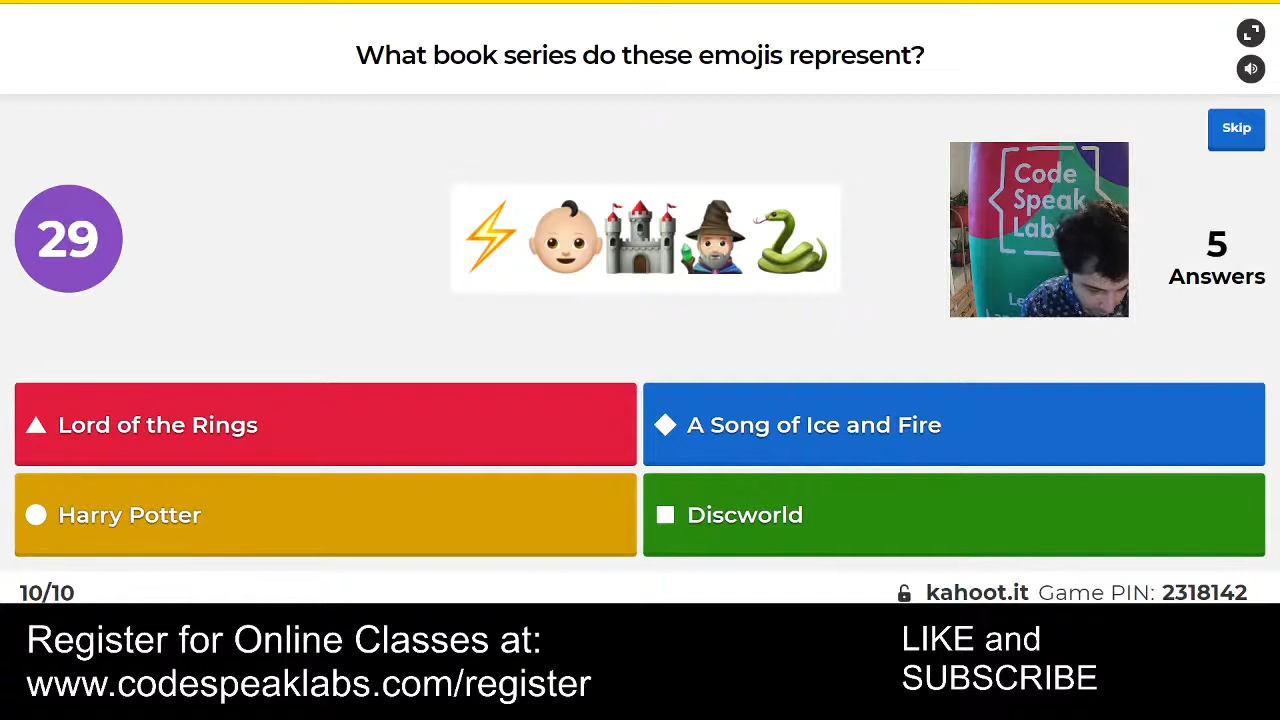 What book series do these emojis represent?
Skip
29
Code
Speak
5
Answers
Lord of the Rings
A Song of Ice and Fire
Harry Potter
Discworld
10/10
kahoot.it Game PIN: 2318142
Register for Online Classes at:
www.codespeaklabs.com/register
LIKE and
SUBSCRIBE